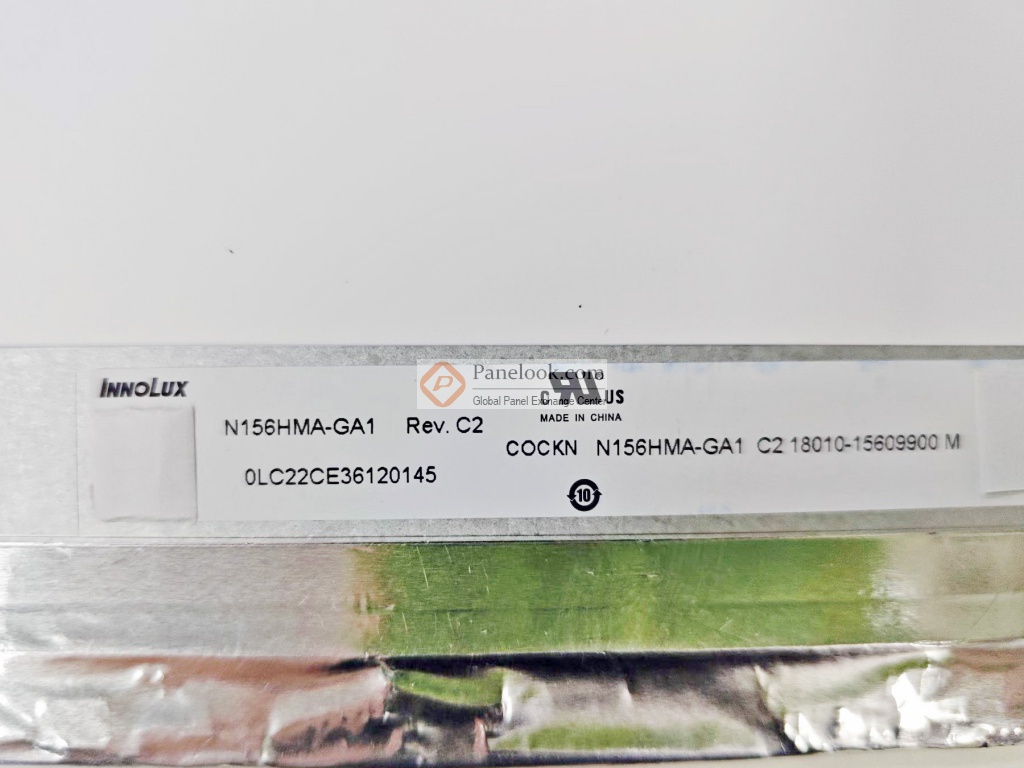 INNOLUX
Panelook.com
Global Panel Exchange Center
C RU US
MADE IN CHINA
N156HMA-GA1 Rev. C2
COCKN N156HMA-GA1 C2 18010-15609900 M
0LC22CE36120145
10